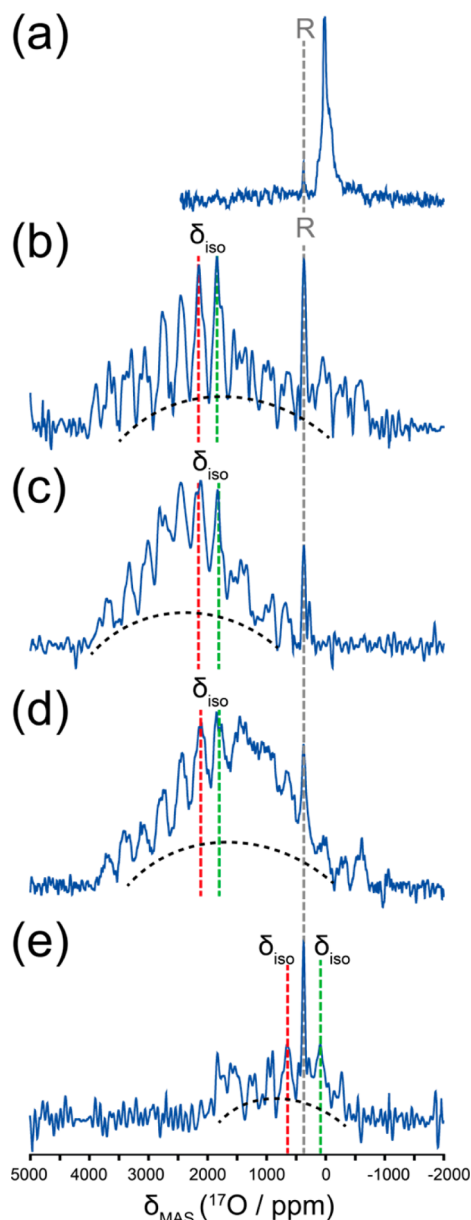 (a)
R
(b)
δiso
R
(c)
δiso
(d)
δiso
(e)
δiso δiso
5000 4000 3000 2000 1000 0 -1000 -2000
δMAS (17O / ppm)